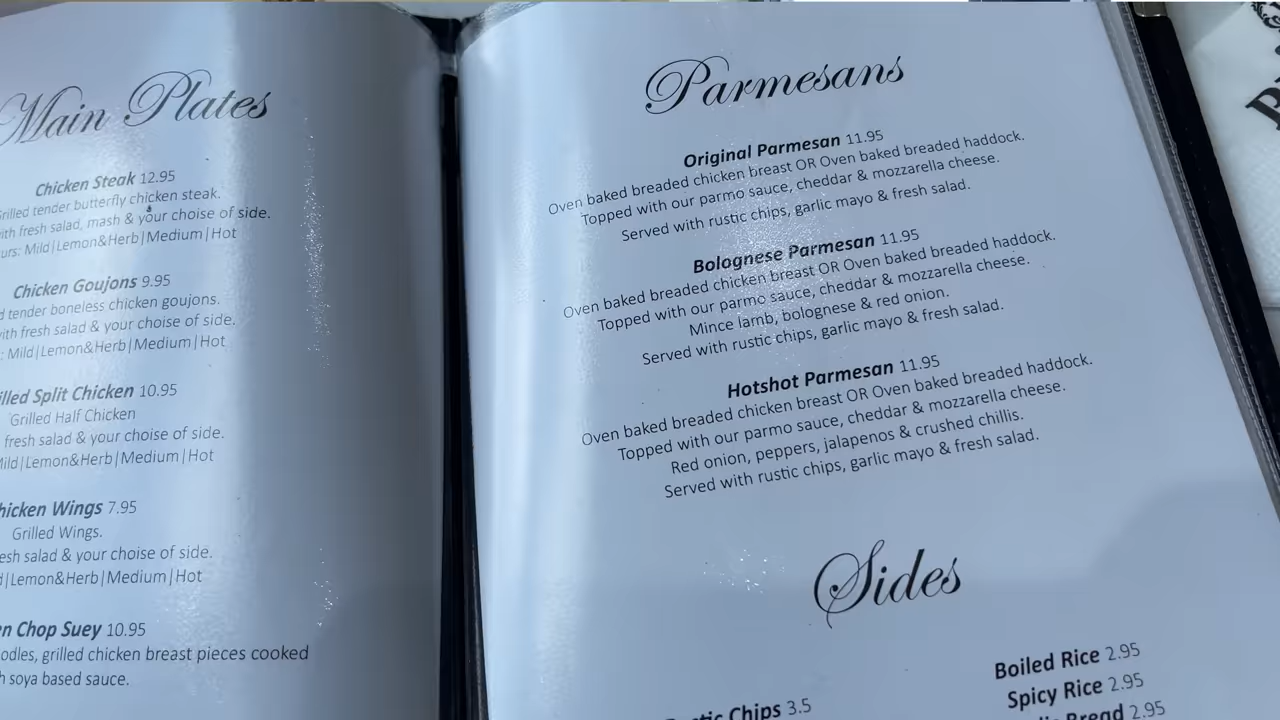 Main Plates
Chicken Steak 12.95
Grilled tender butterfly chicken steak.
with fresh salad, mash & your choise of side.
urs: Mild|Lemon&Herb|Medium|Hot
Chicken Goujons 9.95
d tender boneless chicken goujons.
with fresh salad & your choise of side.
: Mild|Lemon&Herb|Medium|Hot
illed Split Chicken 10.95
Grilled Half Chicken
fresh salad & your choise of side.
Mild|Lemon&Herb|Medium|Hot
hicken Wings 7.95
Grilled Wings.
esh salad & your choise of side.
d|Lemon&Herb|Medium|Hot
en Chop Suey 10.95
odles, grilled chicken breast pieces cooked
h soya based sauce.
Parmesans
Original Parmesan 11.95
Oven baked breaded chicken breast OR Oven baked breaded haddock.
Topped with our parmo sauce, cheddar & mozzarella cheese.
Served with rustic chips, garlic mayo & fresh salad.
Bolognese Parmesan 11.95
Oven baked breaded chicken breast OR Oven baked breaded haddock.
Topped with our parmo sauce, cheddar & mozzarella cheese.
Mince lamb, bolognese & red onion.
Served with rustic chips, garlic mayo & fresh salad.
Hotshot Parmesan 11.95
Oven baked breaded chicken breast OR Oven baked breaded haddock.
Topped with our parmo sauce, cheddar & mozzarella cheese.
Red onion, peppers, jalapenos & crushed chillis.
Served with rustic chips, garlic mayo & fresh salad.
Sides
Boiled Rice 2.95
Spicy Rice 2.95
Bread 2.95
Chips 3.5